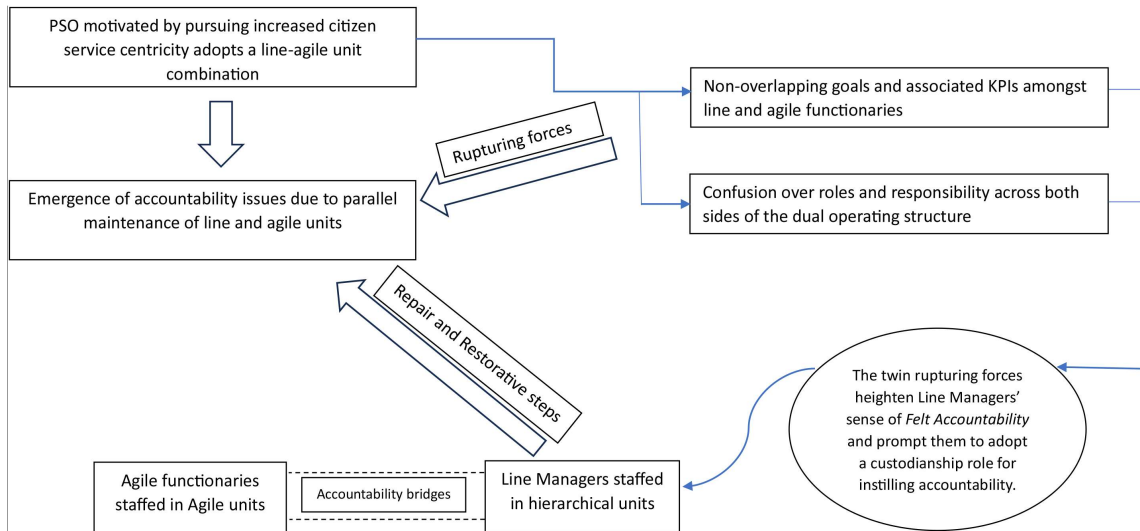 PSO motivated by pursuing increased citizen
service centricity adopts a line-agile unit
combination
Non-overlapping goals and associated KPIs amongst
line and agile functionaries
Rupturing forces
Emergence of accountability issues due to parallel
maintenance of line and agile units
Confusion over roles and responsibility across both
sides of the dual operating structure
Repair and Restorative steps
The twin rupturing forces
heighten Line Managers’
sense of Felt Accountability
and prompt them to adopt
a custodianship role for
instilling accountability.
Agile functionaries
staffed in Agile units
Accountability bridges
Line Managers staffed
in hierarchical units